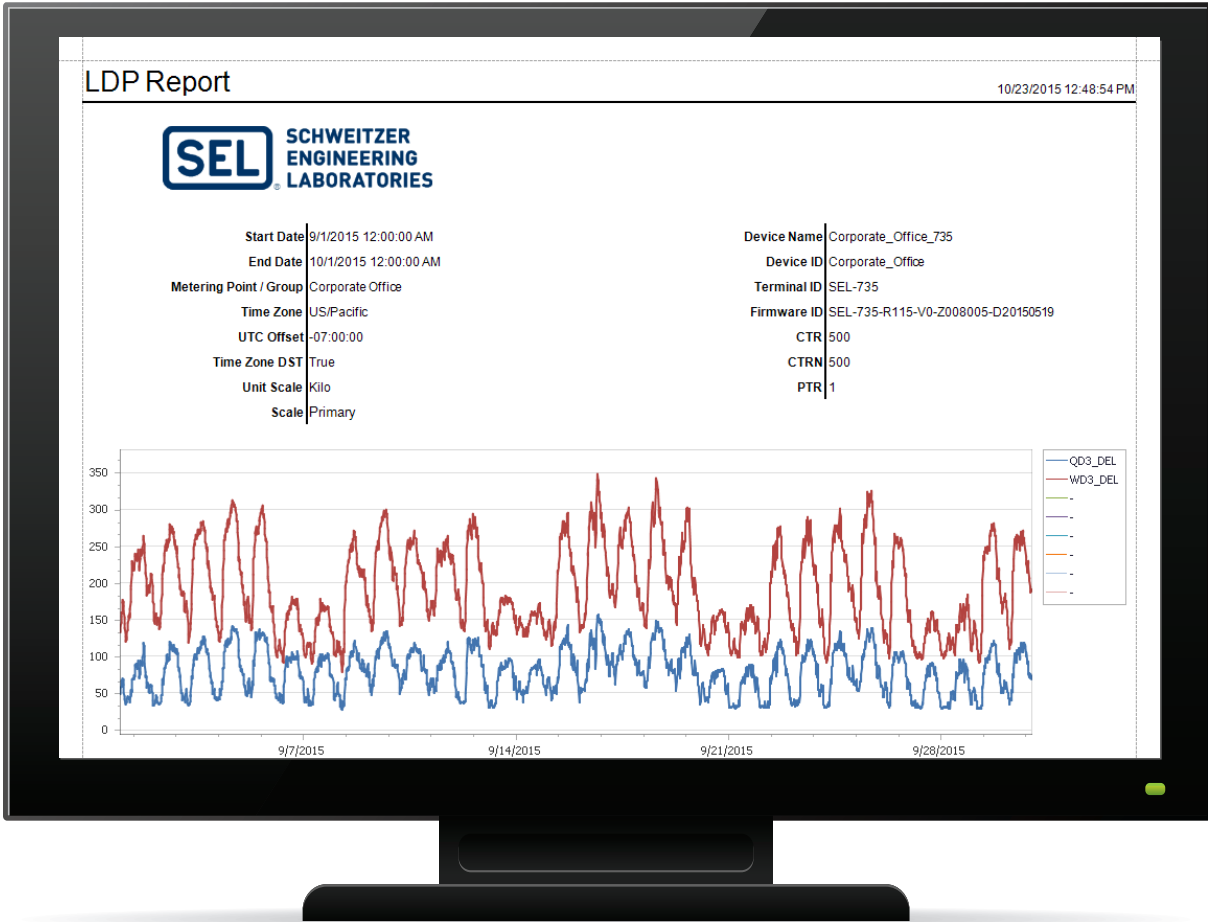 LDP Report
10/23/2015 12:48:54 PM
SEL
®
SCHWEITZER
ENGINEERING
LABORATORIES
Start Date 9/1/2015 12:00:00 AM
End Date 10/1/2015 12:00:00 AM
Metering Point / Group Corporate Office
Time Zone US/Pacific
UTC Offset -07:00:00
Time Zone DST True
Unit Scale Kilo
Scale Primary
Device Name Corporate_Office_735
Device ID Corporate_Office
Terminal ID SEL-735
Firmware ID SEL-735-R115-V0-Z008005-D20150519
CTR 500
CTRN 500
PTR 1
350
300
250
200
150
100
50
0
9/7/2015
9/14/2015
9/21/2015
9/28/2015
QD3_DEL
WD3_DEL
-
-
-
-
-
-